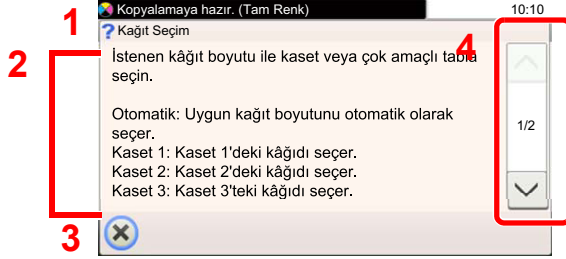 Kopyalamaya hazır. (Tam Renk) 10:10
1
? Kağıt Seçim
2
4
İstenen kâğıt boyutu ile kaset veya çok amaçlı tabla
seçin.
Otomatik: Uygun kağıt boyutunu otomatik olarak
seçer.
1/2
Kaset 1: Kaset 1'deki kâğıdı seçer.
Kaset 2: Kaset 2'deki kâğıdı seçer.
Kaset 3: Kaset 3'teki kâğıdı seçer.
3